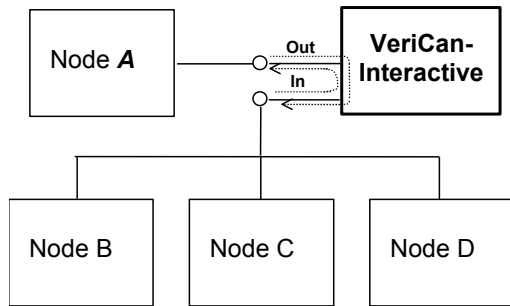 Node A
Out
In
VeriCan-
Interactive
Node B
Node C
Node D